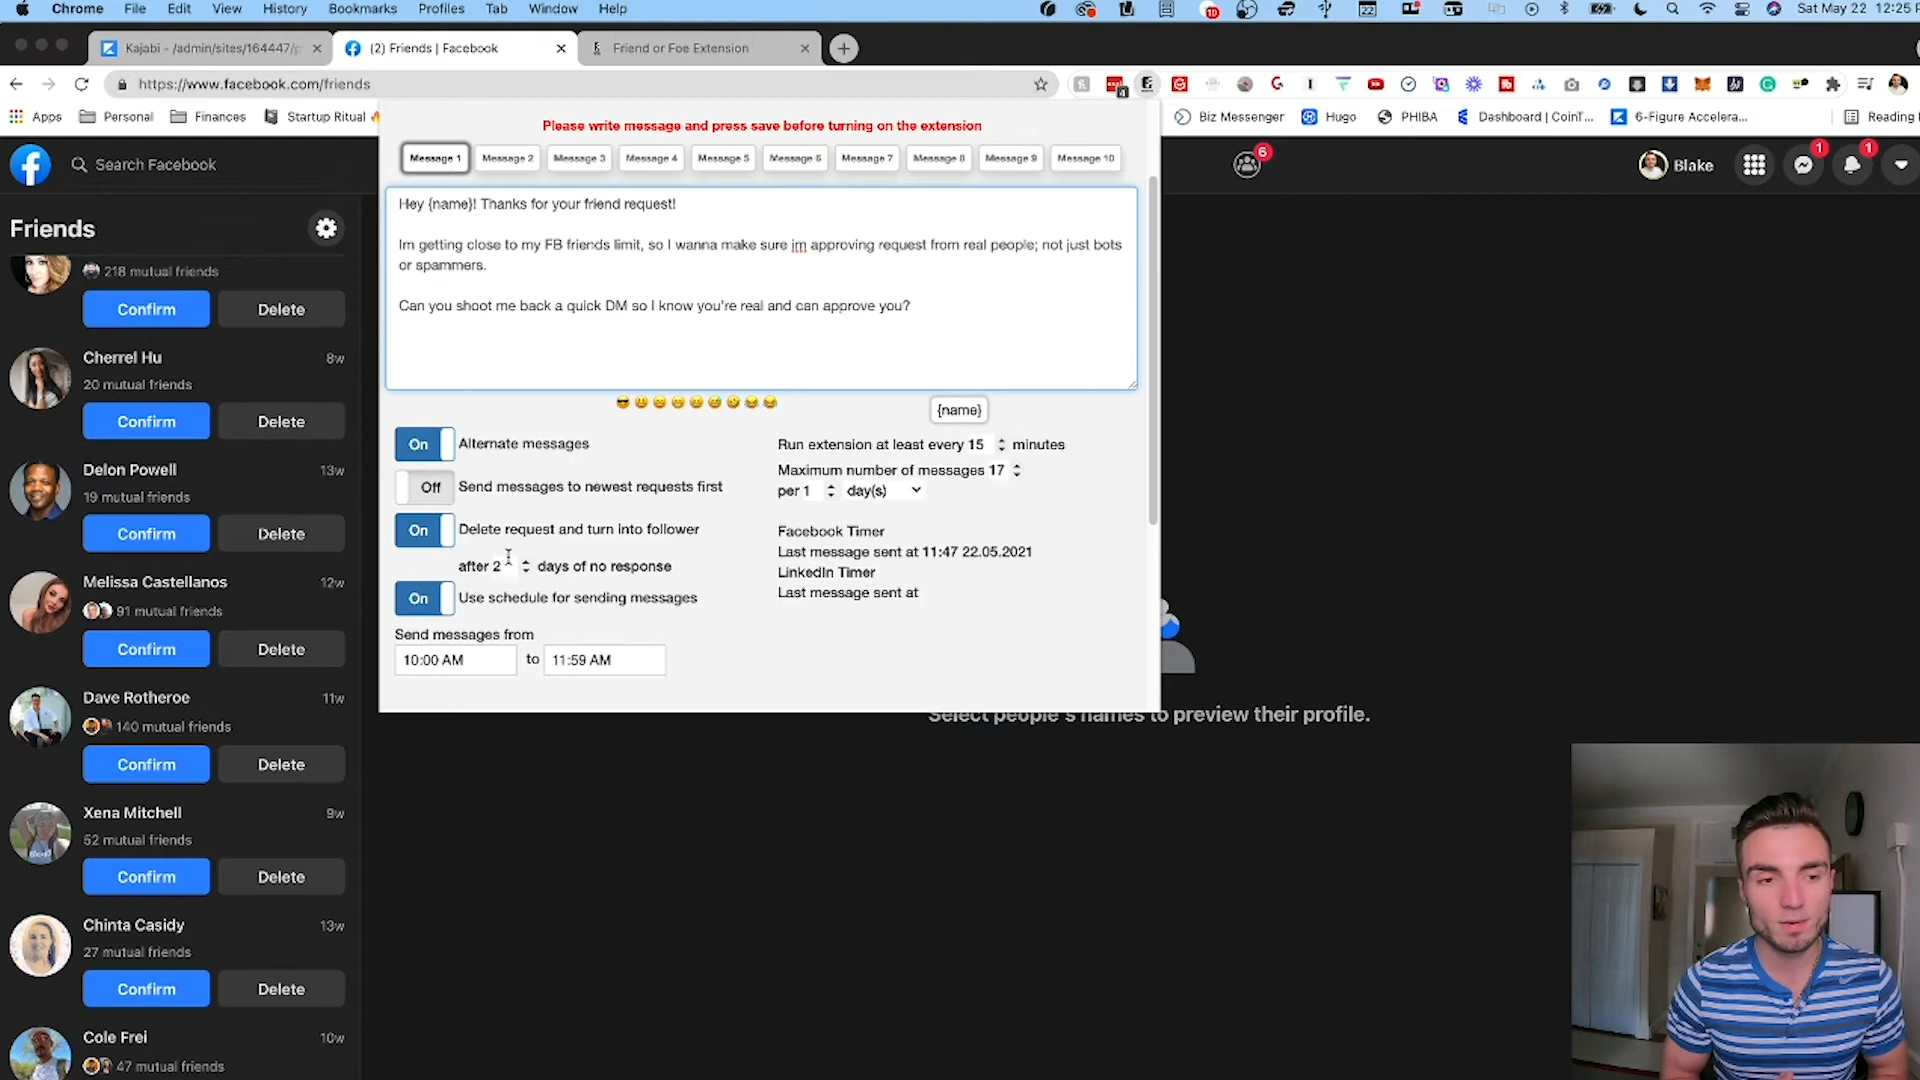 Chrome File Edit View History Bookmarks Profiles Tab Window Help
22
Sat May 22 12:25
Kajabi - /admin/sites/164447/
(2) Friends | Facebook
Friend or Foe Extension
https://www.facebook.com/friends
Apps Personal Finances Startup Ritual
Biz Messenger Hugo PHIBA Dashboard | CoinT... 6-Figure Accelera... Reading
Please write message and press save before turning on the extension
Message 1 Message 2 Message 3 Message 4 Message 5 Message 6 Message 7 Message 8 Message 9 Message 10
Search Facebook
6
Blake
1
1
Hey {name}! Thanks for your friend request!
Im getting close to my FB friends limit, so I wanna make sure im approving request from real people; not just bots
or spammers.
Can you shoot me back a quick DM so I know you're real and can approve you?
{name}
On Alternate messages
Off Send messages to newest requests first
On Delete request and turn into follower
after 2 days of no response
On Use schedule for sending messages
Send messages from
10:00 AM to 11:59 AM
Run extension at least every 15 minutes
Maximum number of messages 17
per 1 day(s)
Facebook Timer
Last message sent at 11:47 22.05.2021
LinkedIn Timer
Last message sent at
Select people's names to preview their profile.
Friends
218 mutual friends
Confirm Delete
Cherrel Hu 8w
20 mutual friends
Confirm Delete
Delon Powell 13w
19 mutual friends
Confirm Delete
Melissa Castellanos 12w
91 mutual friends
Confirm Delete
Dave Rotheroe 11w
140 mutual friends
Confirm Delete
Xena Mitchell 9w
52 mutual friends
Confirm Delete
Chinta Casidy 13w
27 mutual friends
Confirm Delete
Cole Frei 10w
47 mutual friends